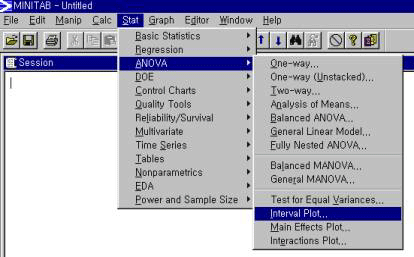 MINITAB - Untitled
File Edit Manip Calc Stat Graph Editor Window Help
Session
Basic Statistics
Regression
ANOVA
DOE
Control Charts
Quality Tools
Reliability/Survival
Multivariate
Time Series
Tables
Nonparametrics
EDA
Power and Sample Size
One-way...
One-way (Unstacked)...
Two-way...
Analysis of Means...
Balanced ANOVA...
General Linear Model...
Fully Nested ANOVA...
Balanced MANOVA...
General MANOVA...
Test for Equal Variances...
Interval Plot...
Main Effects Plot...
Interactions Plot...